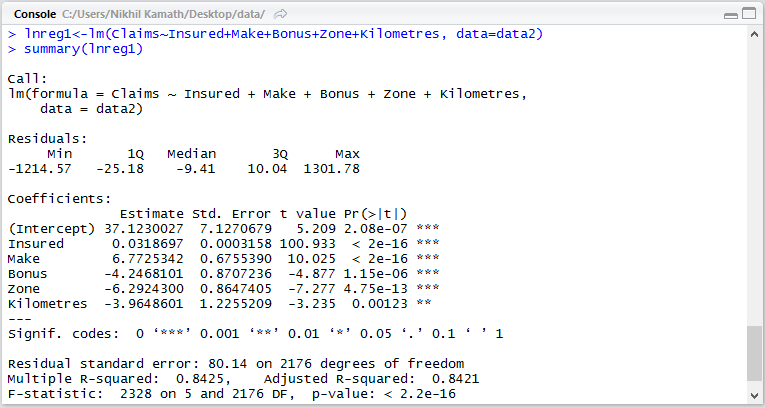 Console C:/Users/Nikhil Kamath/Desktop/data/
> lnreg1<-lm(Claims~Insured+Make+Bonus+Zone+Kilometres, data=data2)
> summary(lnreg1)

Call:
lm(formula = Claims ~ Insured + Make + Bonus + Zone + Kilometres,
    data = data2)

Residuals:
     Min       1Q   Median       3Q      Max
-1214.57   -25.18    -9.41    10.04  1301.78

Coefficients:
              Estimate Std. Error t value Pr(>|t|)
(Intercept) 37.1230027  7.1270679   5.209 2.08e-07 ***
Insured      0.0318697  0.0003158 100.933  < 2e-16 ***
Make         6.7725342  0.6755390  10.025  < 2e-16 ***
Bonus       -4.2468101  0.8707236  -4.877 1.15e-06 ***
Zone        -6.2924300  0.8647405  -7.277 4.75e-13 ***
Kilometres  -3.9648601  1.2255209  -3.235  0.00123 **
---
Signif. codes:  0 ‘***’ 0.001 ‘**’ 0.01 ‘*’ 0.05 ‘.’ 0.1 ‘ ’ 1

Residual standard error: 80.14 on 2176 degrees of freedom
Multiple R-squared:  0.8425,    Adjusted R-squared:  0.8421
F-statistic:  2328 on 5 and 2176 DF,  p-value: < 2.2e-16